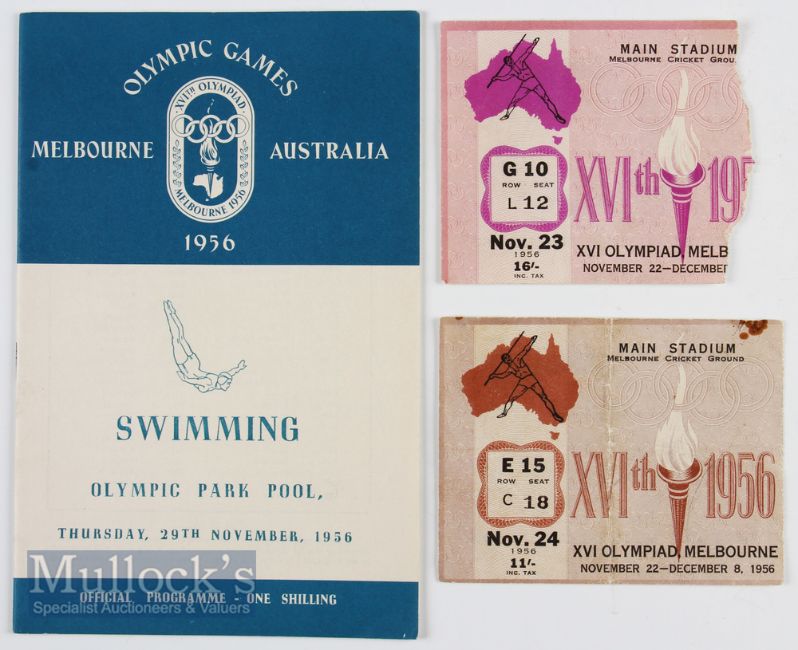 OLYMPIC GAMES
XVITH OLYMPIAD
MELBOURNE 1956
MELBOURNE AUSTRALIA
1956
SWIMMING
OLYMPIC PARK POOL,
THURSDAY, 29TH NOVEMBER, 1956
Mullock's
Specialist Auctioneers & Valuers
OFFICIAL PROGRAMME - ONE SHILLING
MAIN STADIUM
MELBOURNE CRICKET GROU
G 10
ROW SEAT
L 12
XVIth 195
Nov. 23
1956
16/-
INC. TAX
XVI OLYMPIAD, MELB
NOVEMBER 22—DECEMBER
MAIN STADIUM
MELBOURNE CRICKET GROUND
E 15
ROW SEAT
C 18
XVIth 1956
Nov. 24
1956
11/-
INC. TAX
XVI OLYMPIAD, MELBOURNE
NOVEMBER 22—DECEMBER 8, 1956